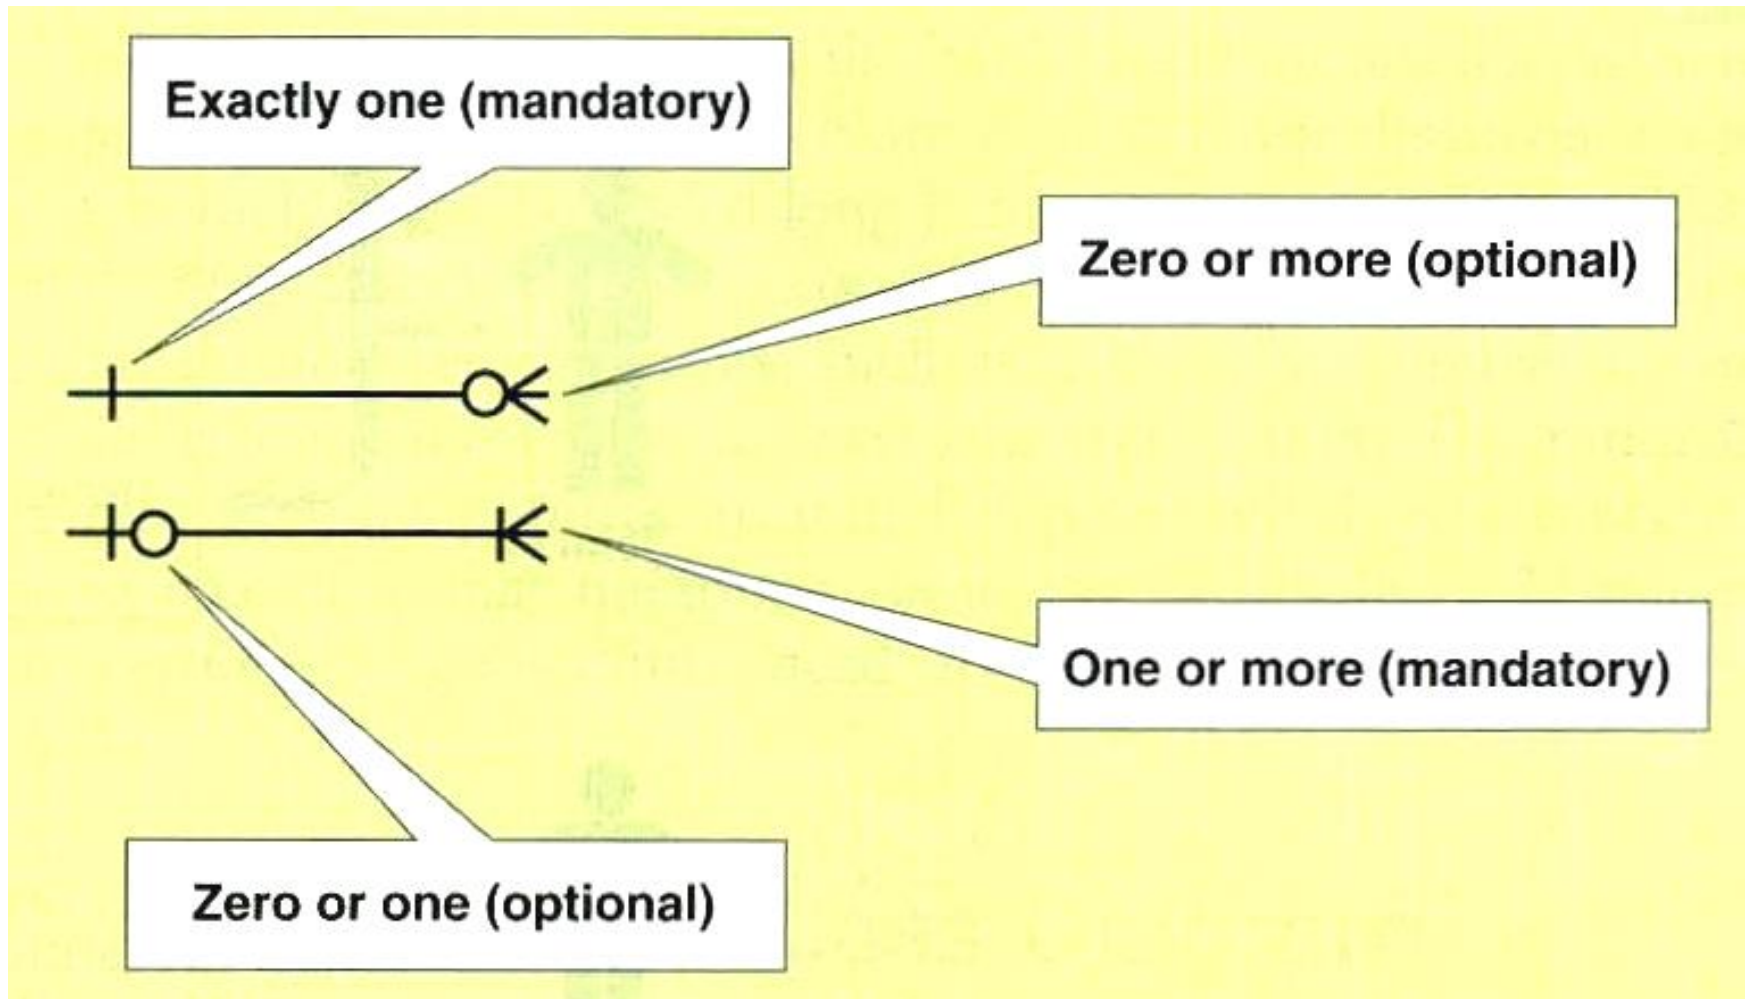 Exactly one (mandatory)
Zero or more (optional)
One or more (mandatory)
Zero or one (optional)